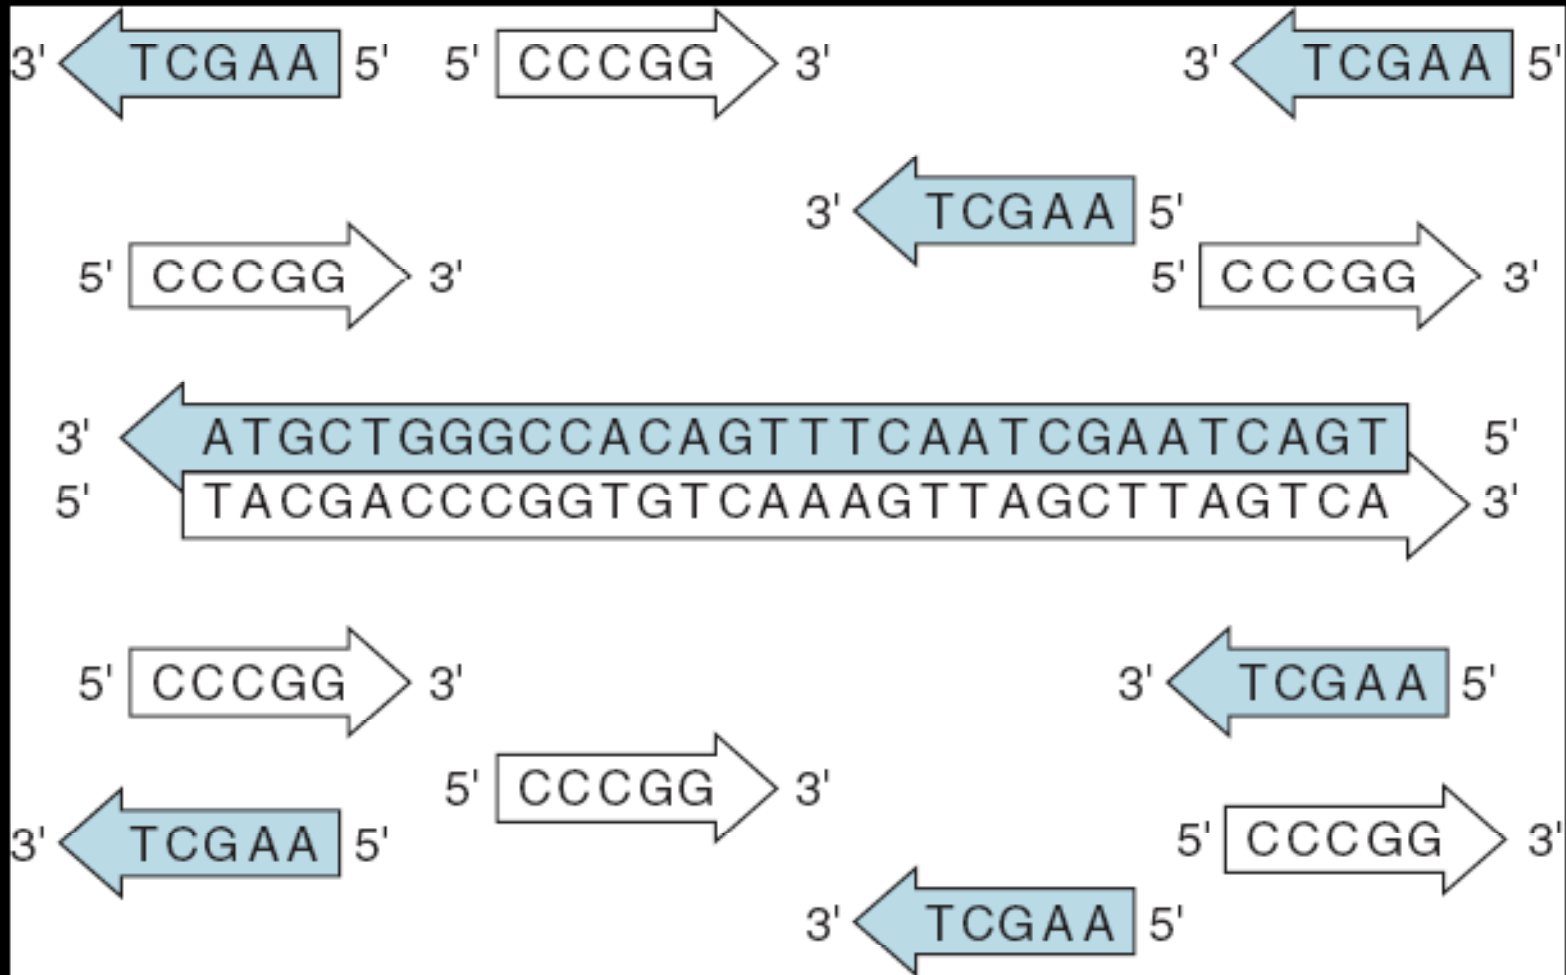 3' TCGAA 5' 5' CCCGG 3' 3' TCGAA 5'
3' TCGAA 5'
5' CCCGG 3' 5' CCCGG 3'
3' ATGCTGGGCCACAGTTTCAATCGAATCAGT 5'
5' TACGACCCGGTGTCAAAGTTAGCTTAGTCA 3'
5' CCCGG 3' 3' TCGAA 5'
5' CCCGG 3'
3' TCGAA 5' 5' CCCGG 3'
3' TCGAA 5'